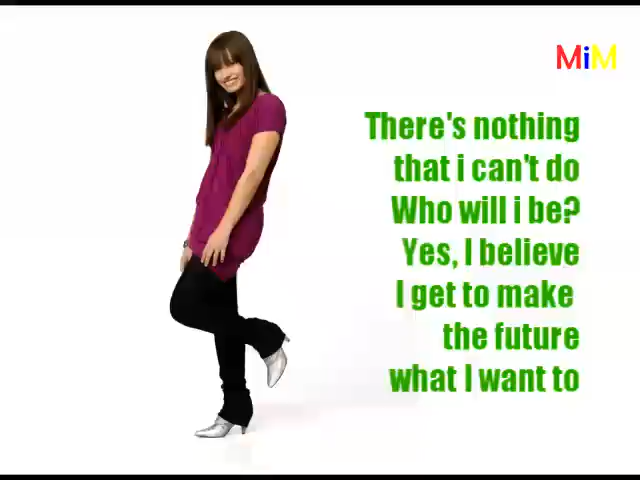 MiM
There's nothing
that i can't do
Who will i be?
Yes, I believe
I get to make
the future
what I want to